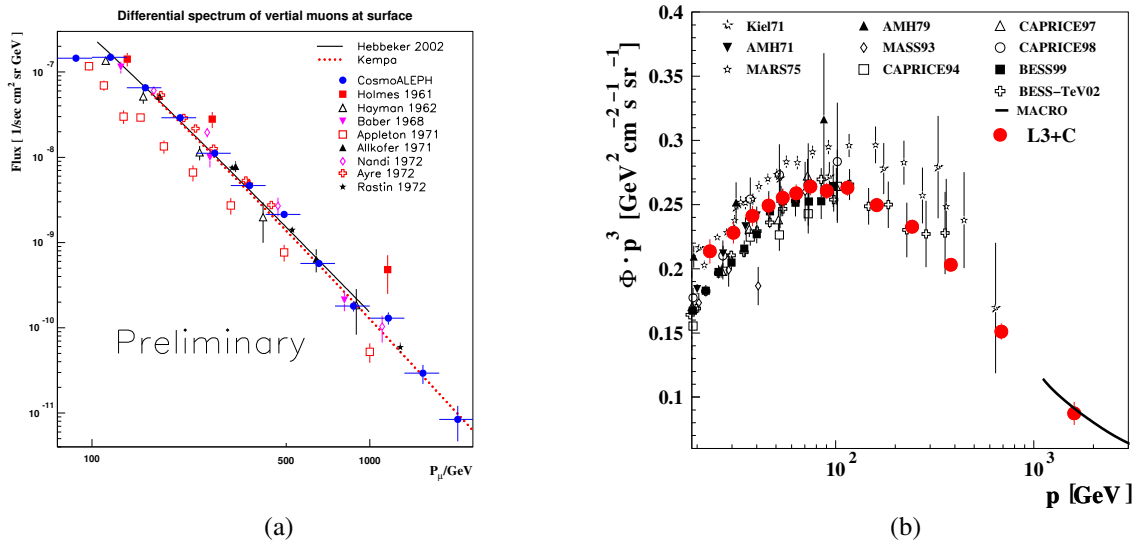 Differential spectrum of vertial muons at surface
Flux [ 1/sec cm² sr GeV ]
10⁻⁷
10⁻⁸
10⁻⁹
10⁻¹⁰
10⁻¹¹
Hebbeker 2002
Kempa
CosmoALEPH
Holmes 1961
Hayman 1962
Baber 1968
Appleton 1971
Allkofer 1971
Nandi 1972
Ayre 1972
Rastin 1972
Preliminary
100
500
1000
Pμ/GeV
(a)
Φ · p³ [GeV² cm⁻² s⁻¹ sr⁻¹]
0.4
0.35
0.3
0.25
0.2
0.15
0.1
Kiel71
AMH71
MARS75
AMH79
MASS93
CAPRICE94
CAPRICE97
CAPRICE98
BESS99
BESS-TeV02
MACRO
L3+C
10²
10³
p [GeV]
(b)